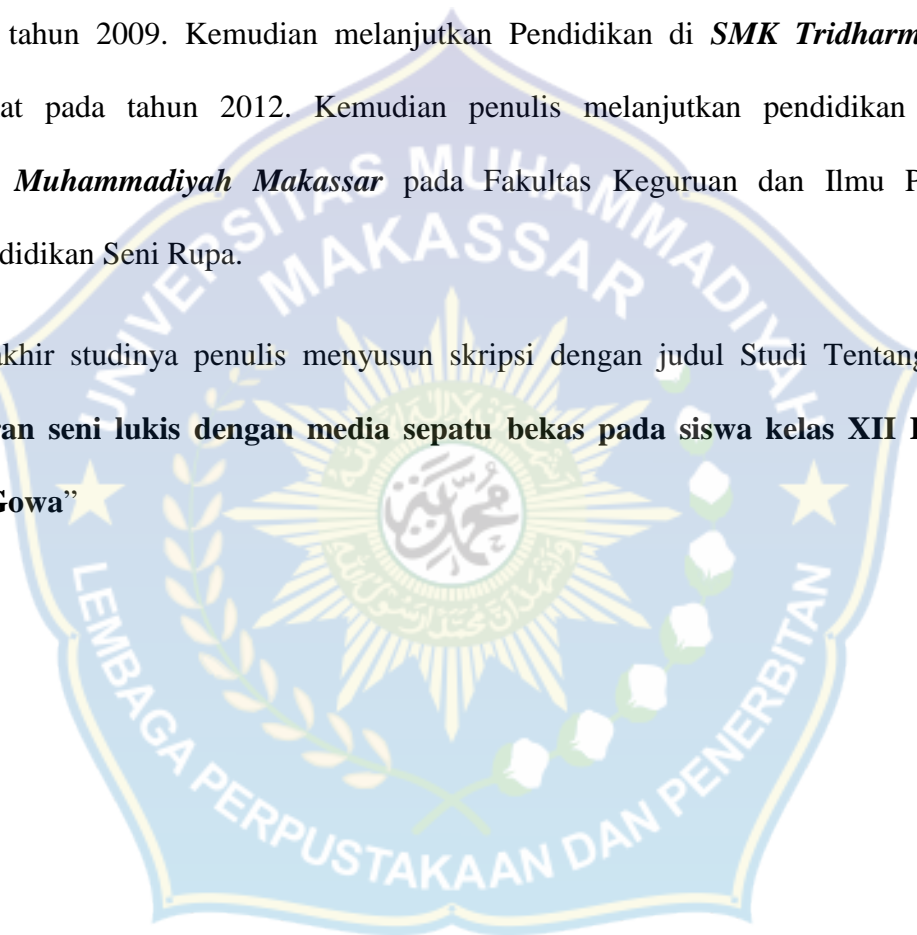 tahun 2009. Kemudian melanjutkan Pendidikan di SMK Tridharm
at pada tahun 2012. Kemudian penulis melanjutkan pendidikan
Muhammadiyah Makassar pada Fakultas Keguruan dan Ilmu P
didikan Seni Rupa.
khir studinya penulis menyusun skripsi dengan judul Studi Tentang
ran seni lukis dengan media sepatu bekas pada siswa kelas XII I
Gowa”
UNIVERSITAS MUHAMMADIYAH
MAKASSAR
محمدية
LEMBAGA PERPUSTAKAAN DAN PENERBITAN